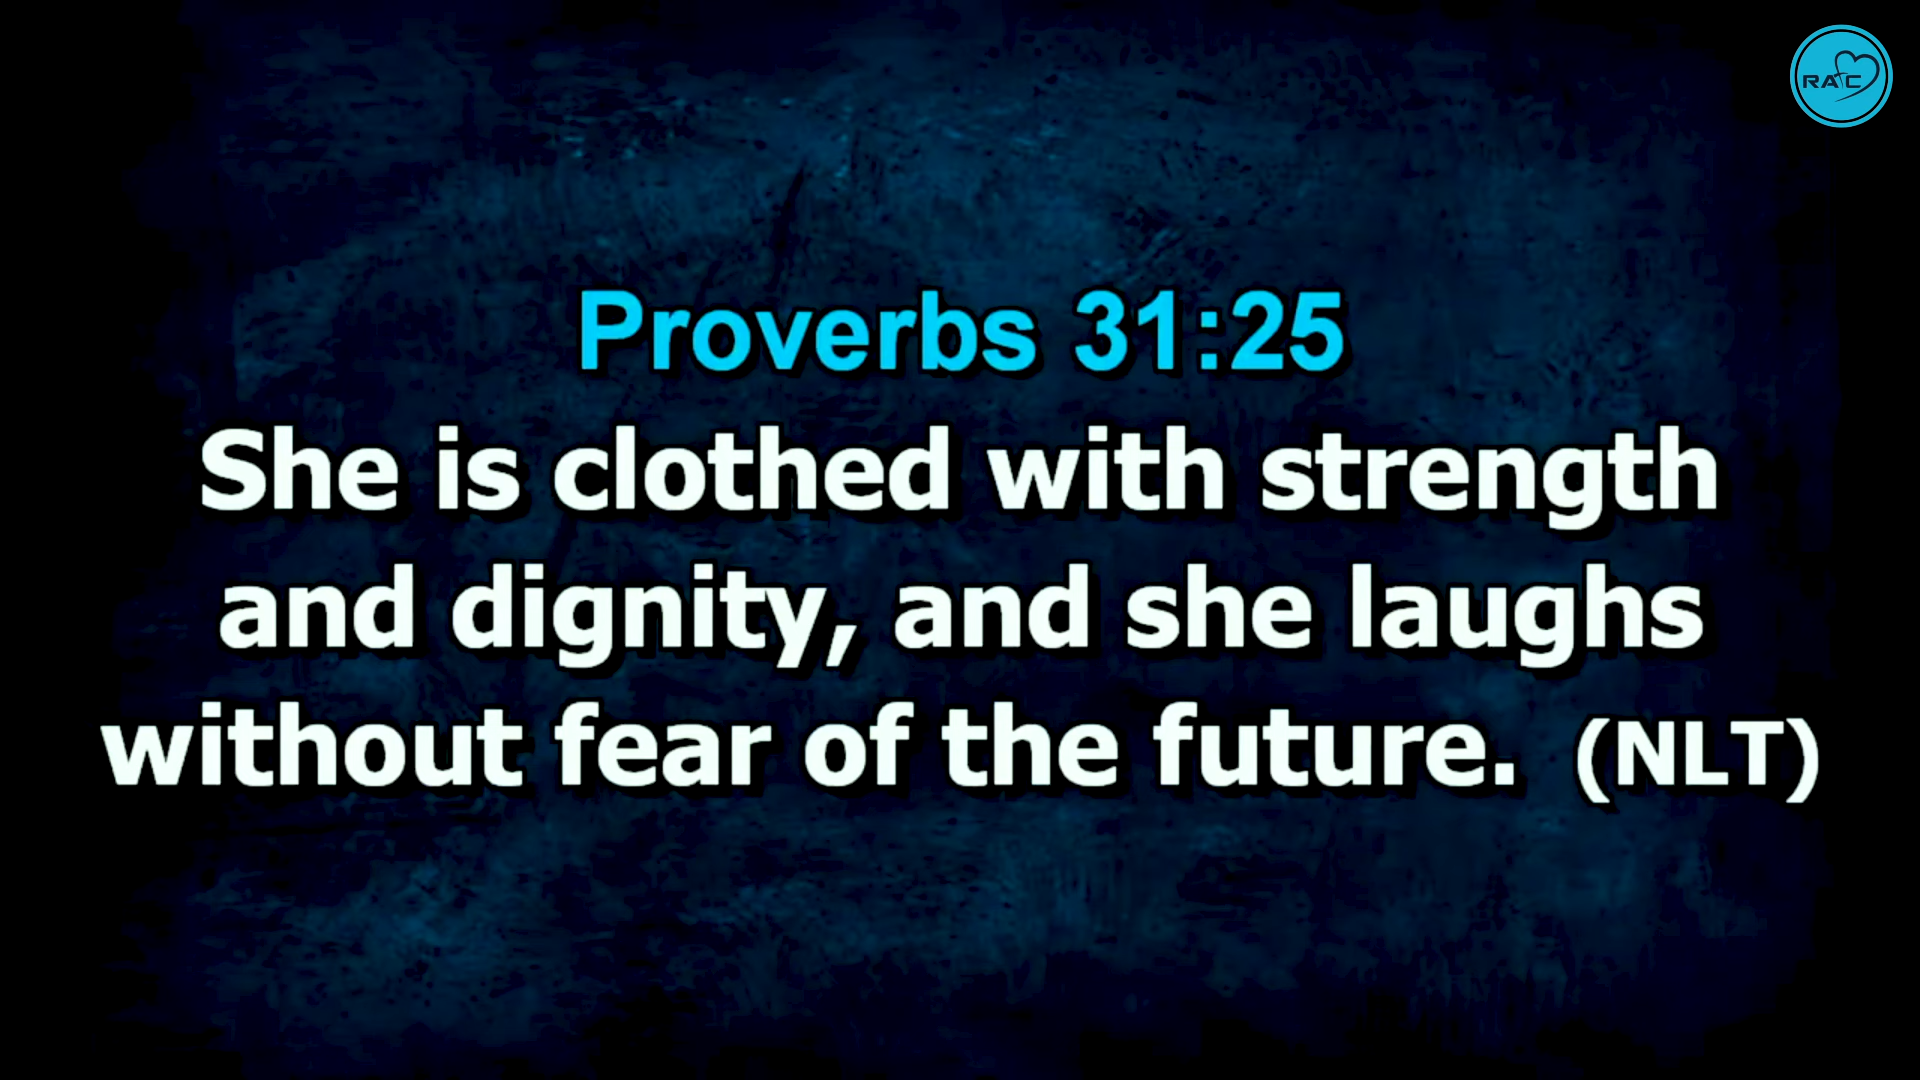 RATC
Proverbs 31:25
She is clothed with strength
and dignity, and she laughs
without fear of the future. (NLT)